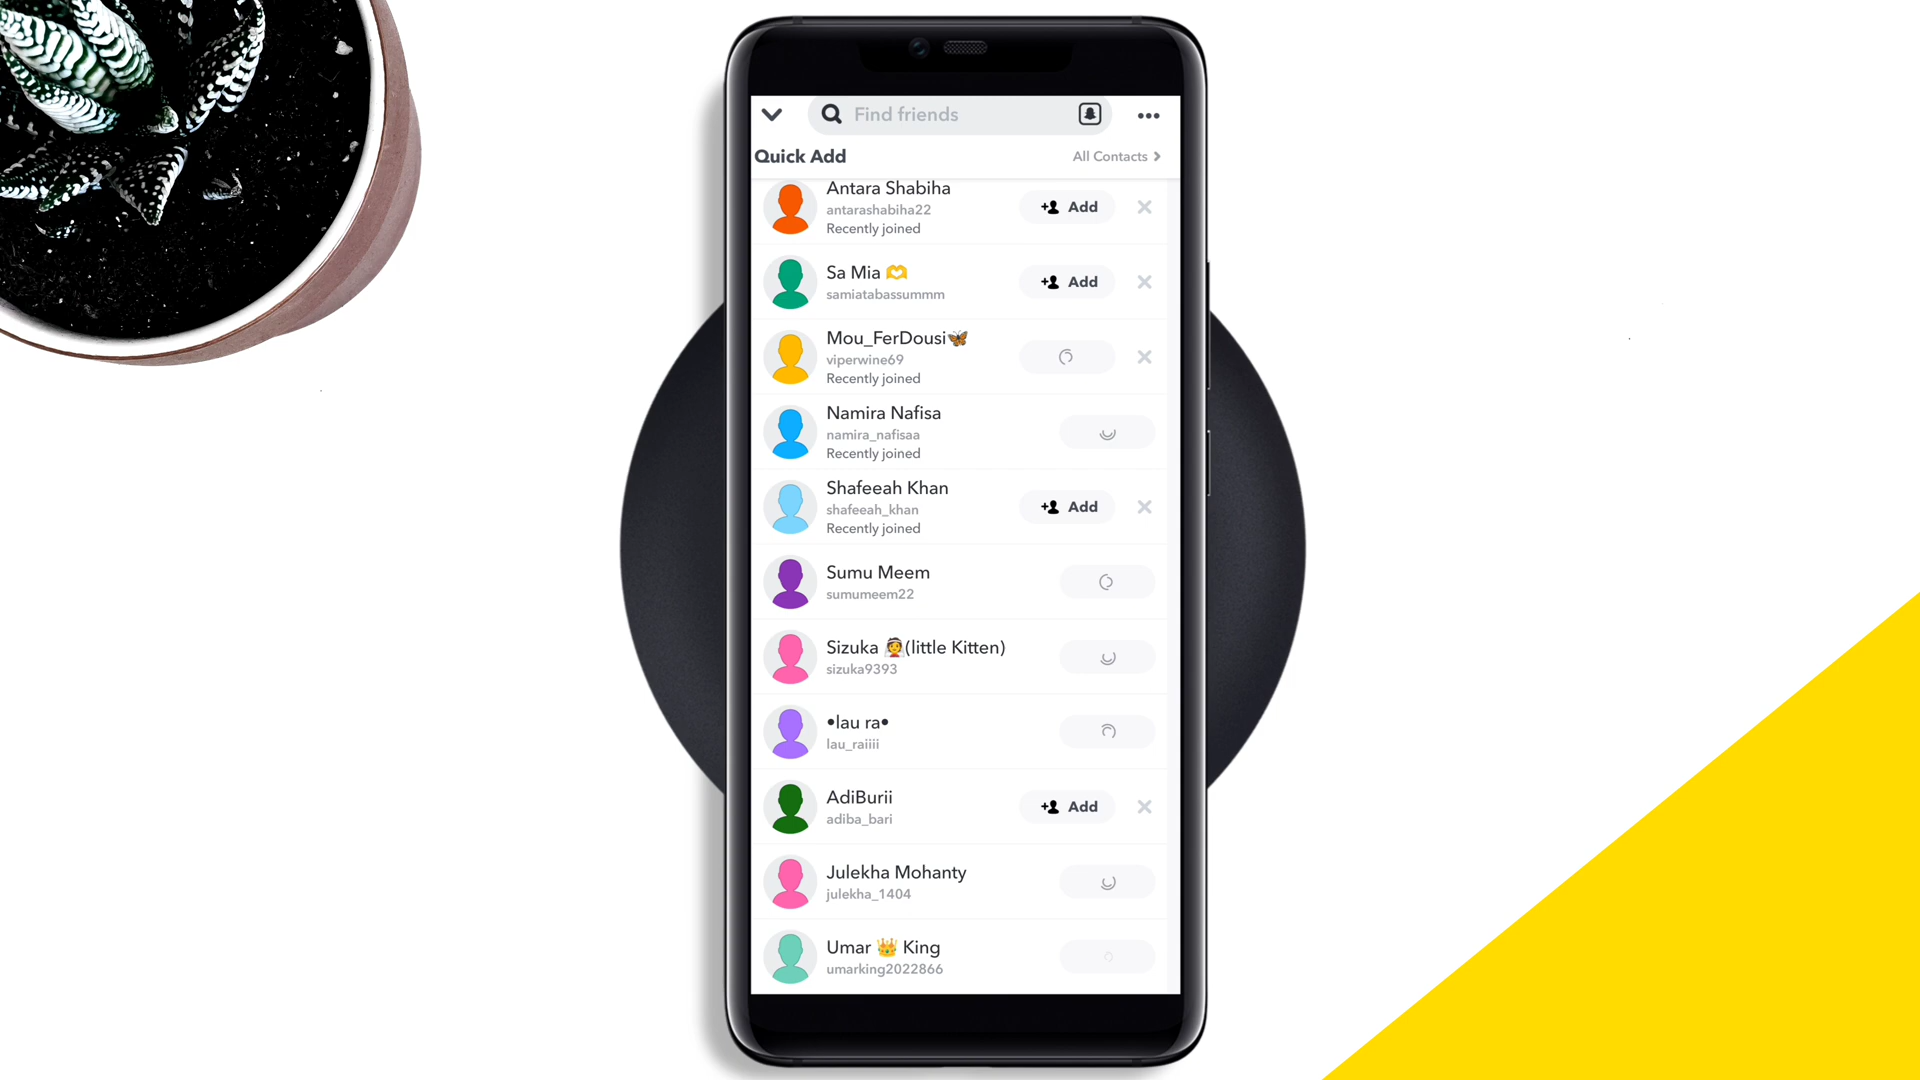 Find friends
Quick Add
All Contacts
Antara Shabiha
antarashabiha22
Recently joined
Add
Sa Mia 🫶
samiatabassummm
Add
Mou_FerDousi🦋
viperwine69
Recently joined
Namira Nafisa
namira_nafisaa
Recently joined
Shafeeah Khan
shafeeah_khan
Recently joined
Add
Sumu Meem
sumumeem22
Sizuka 👰(little Kitten)
sizuka9393
•lau ra•
lau_raiiii
AdiBurii
adiba_bari
Add
Julekha Mohanty
julekha_1404
Umar 👑 King
umarking2022866